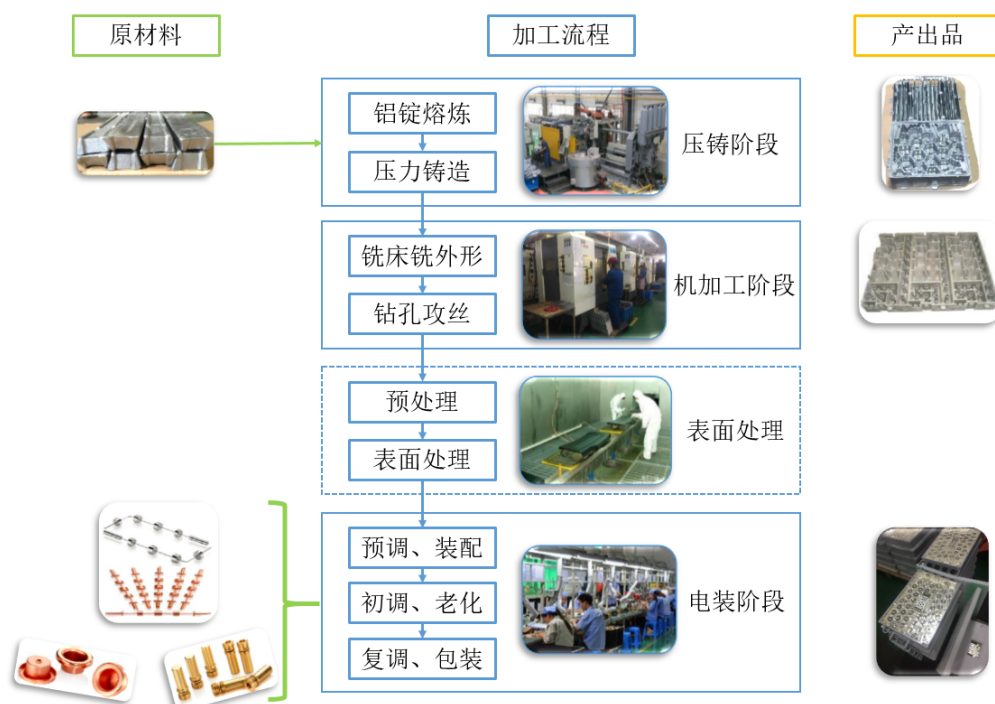 原材料
加工流程
产出品
铝锭熔炼
压力铸造
压铸阶段
铣床铣外形
钻孔攻丝
机加工阶段
预处理
表面处理
表面处理
预调、装配
初调、老化
复调、包装
电装阶段